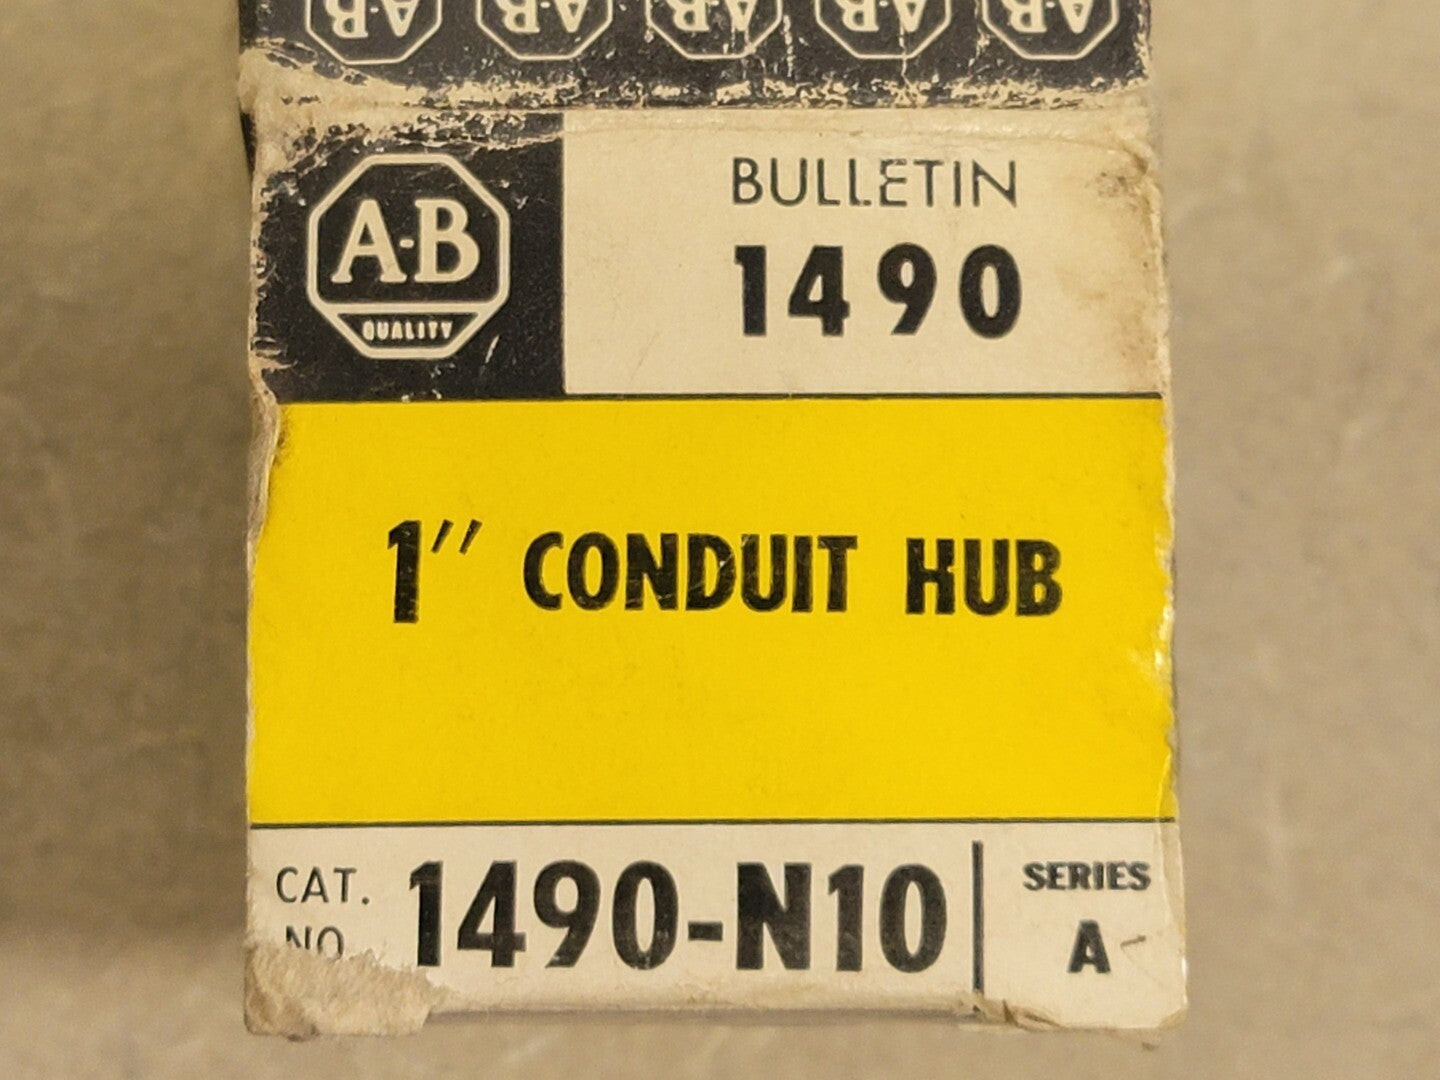 A-B A-B A-B A-B A-B
A-B
QUALITY
BULLETIN
1490
1" CONDUIT HUB
CAT.
NO.
1490-N10
SERIES
A